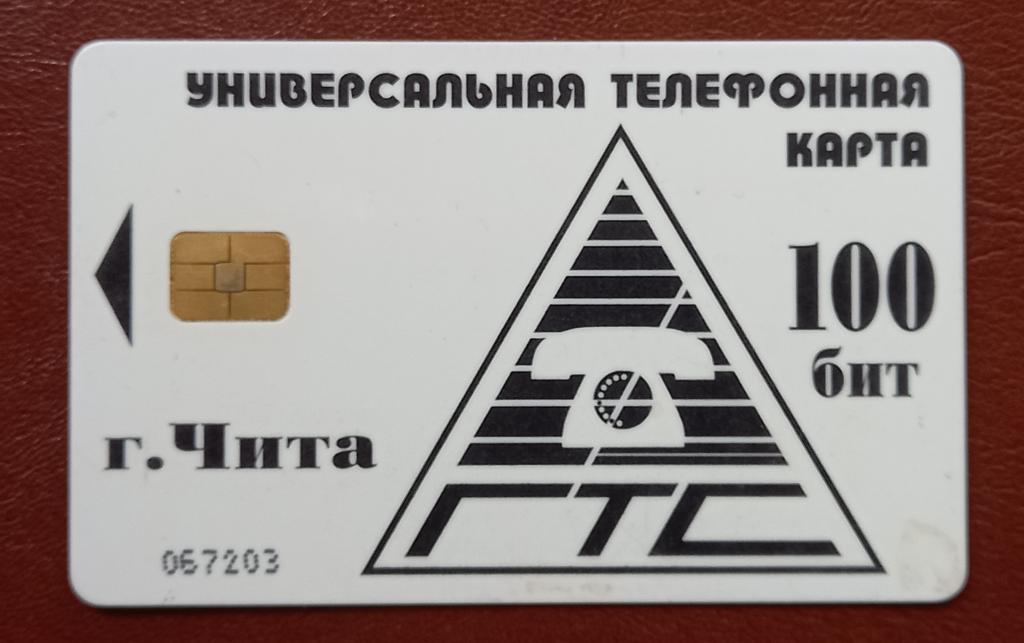 УНИВЕРСАЛЬНАЯ ТЕЛЕФОННАЯ
КАРТА
100
бит
г.Чита
ГТС
067203